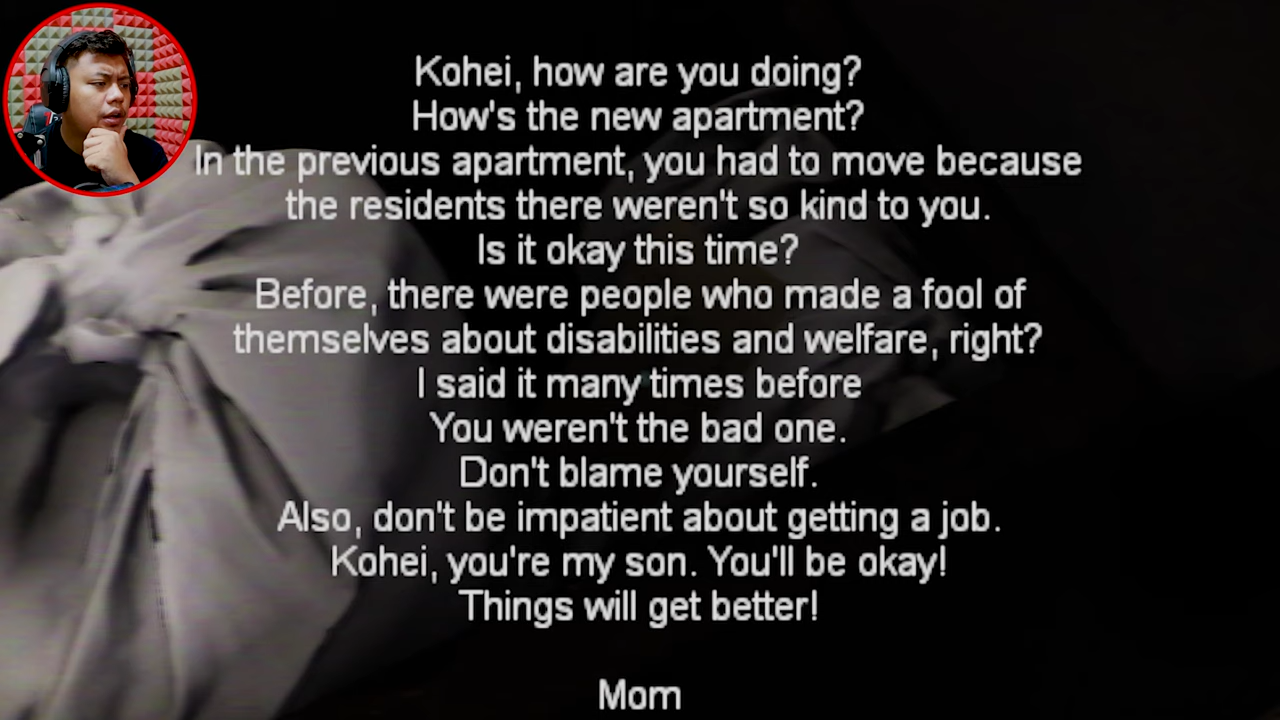 Kohei, how are you doing?
How's the new apartment?
In the previous apartment, you had to move because
the residents there weren't so kind to you.
Is it okay this time?
Before, there were people who made a fool of
themselves about disabilities and welfare, right?
I said it many times before
You weren't the bad one.
Don't blame yourself.
Also, don't be impatient about getting a job.
Kohei, you're my son. You'll be okay!
Things will get better!
Mom